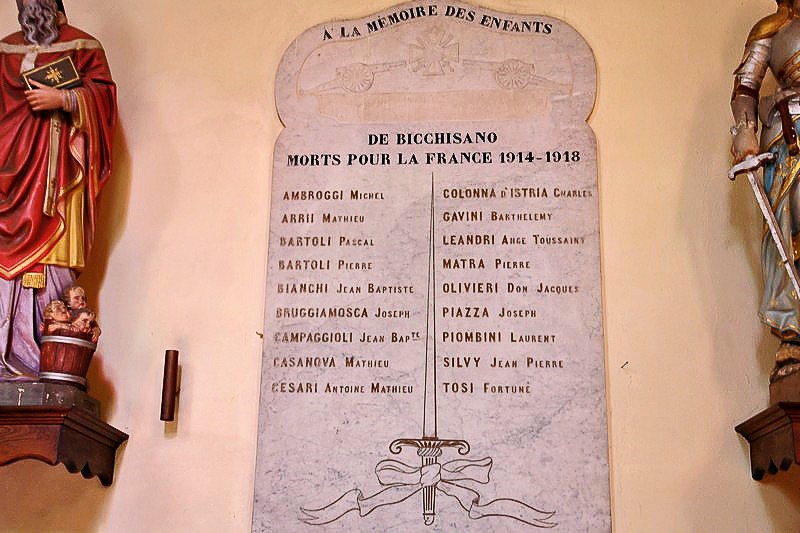 A LA MÉMOIRE DES ENFANTS
DE BICCHISANO
MORTS POUR LA FRANCE 1914-1918
AMBROGGI MICHEL
ARRII MATHIEU
BARTOLI PASCAL
BARTOLI PIERRE
BIANCHI JEAN BAPTISTE
BRUGGIAMOSCA JOSEPH
CAMPAGGIOLI JEAN BAPTE
CASANOVA MATHIEU
CESARI ANTOINE MATHIEU
COLONNA D'ISTRIA CHARLES
GAVINI BARTHELEMY
LEANDRI ANGE TOUSSAINT
MATRA PIERRE
OLIVIERI DON JACQUES
PIAZZA JOSEPH
PIOMBINI LAURENT
SILVY JEAN PIERRE
TOSI FORTUNÉ